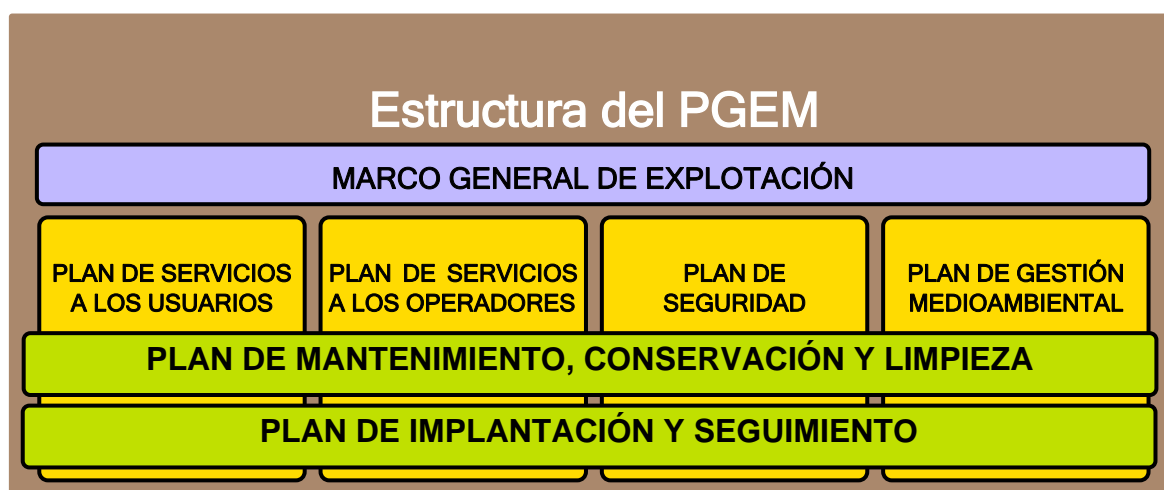 Estructura del PGEM
MARCO GENERAL DE EXPLOTACIÓN
PLAN DE SERVICIOS
A LOS USUARIOS
PLAN DE SERVICIOS
A LOS OPERADORES
PLAN DE
SEGURIDAD
PLAN DE GESTIÓN
MEDIOAMBIENTAL
PLAN DE MANTENIMIENTO, CONSERVACIÓN Y LIMPIEZA
PLAN DE IMPLANTACIÓN Y SEGUIMIENTO